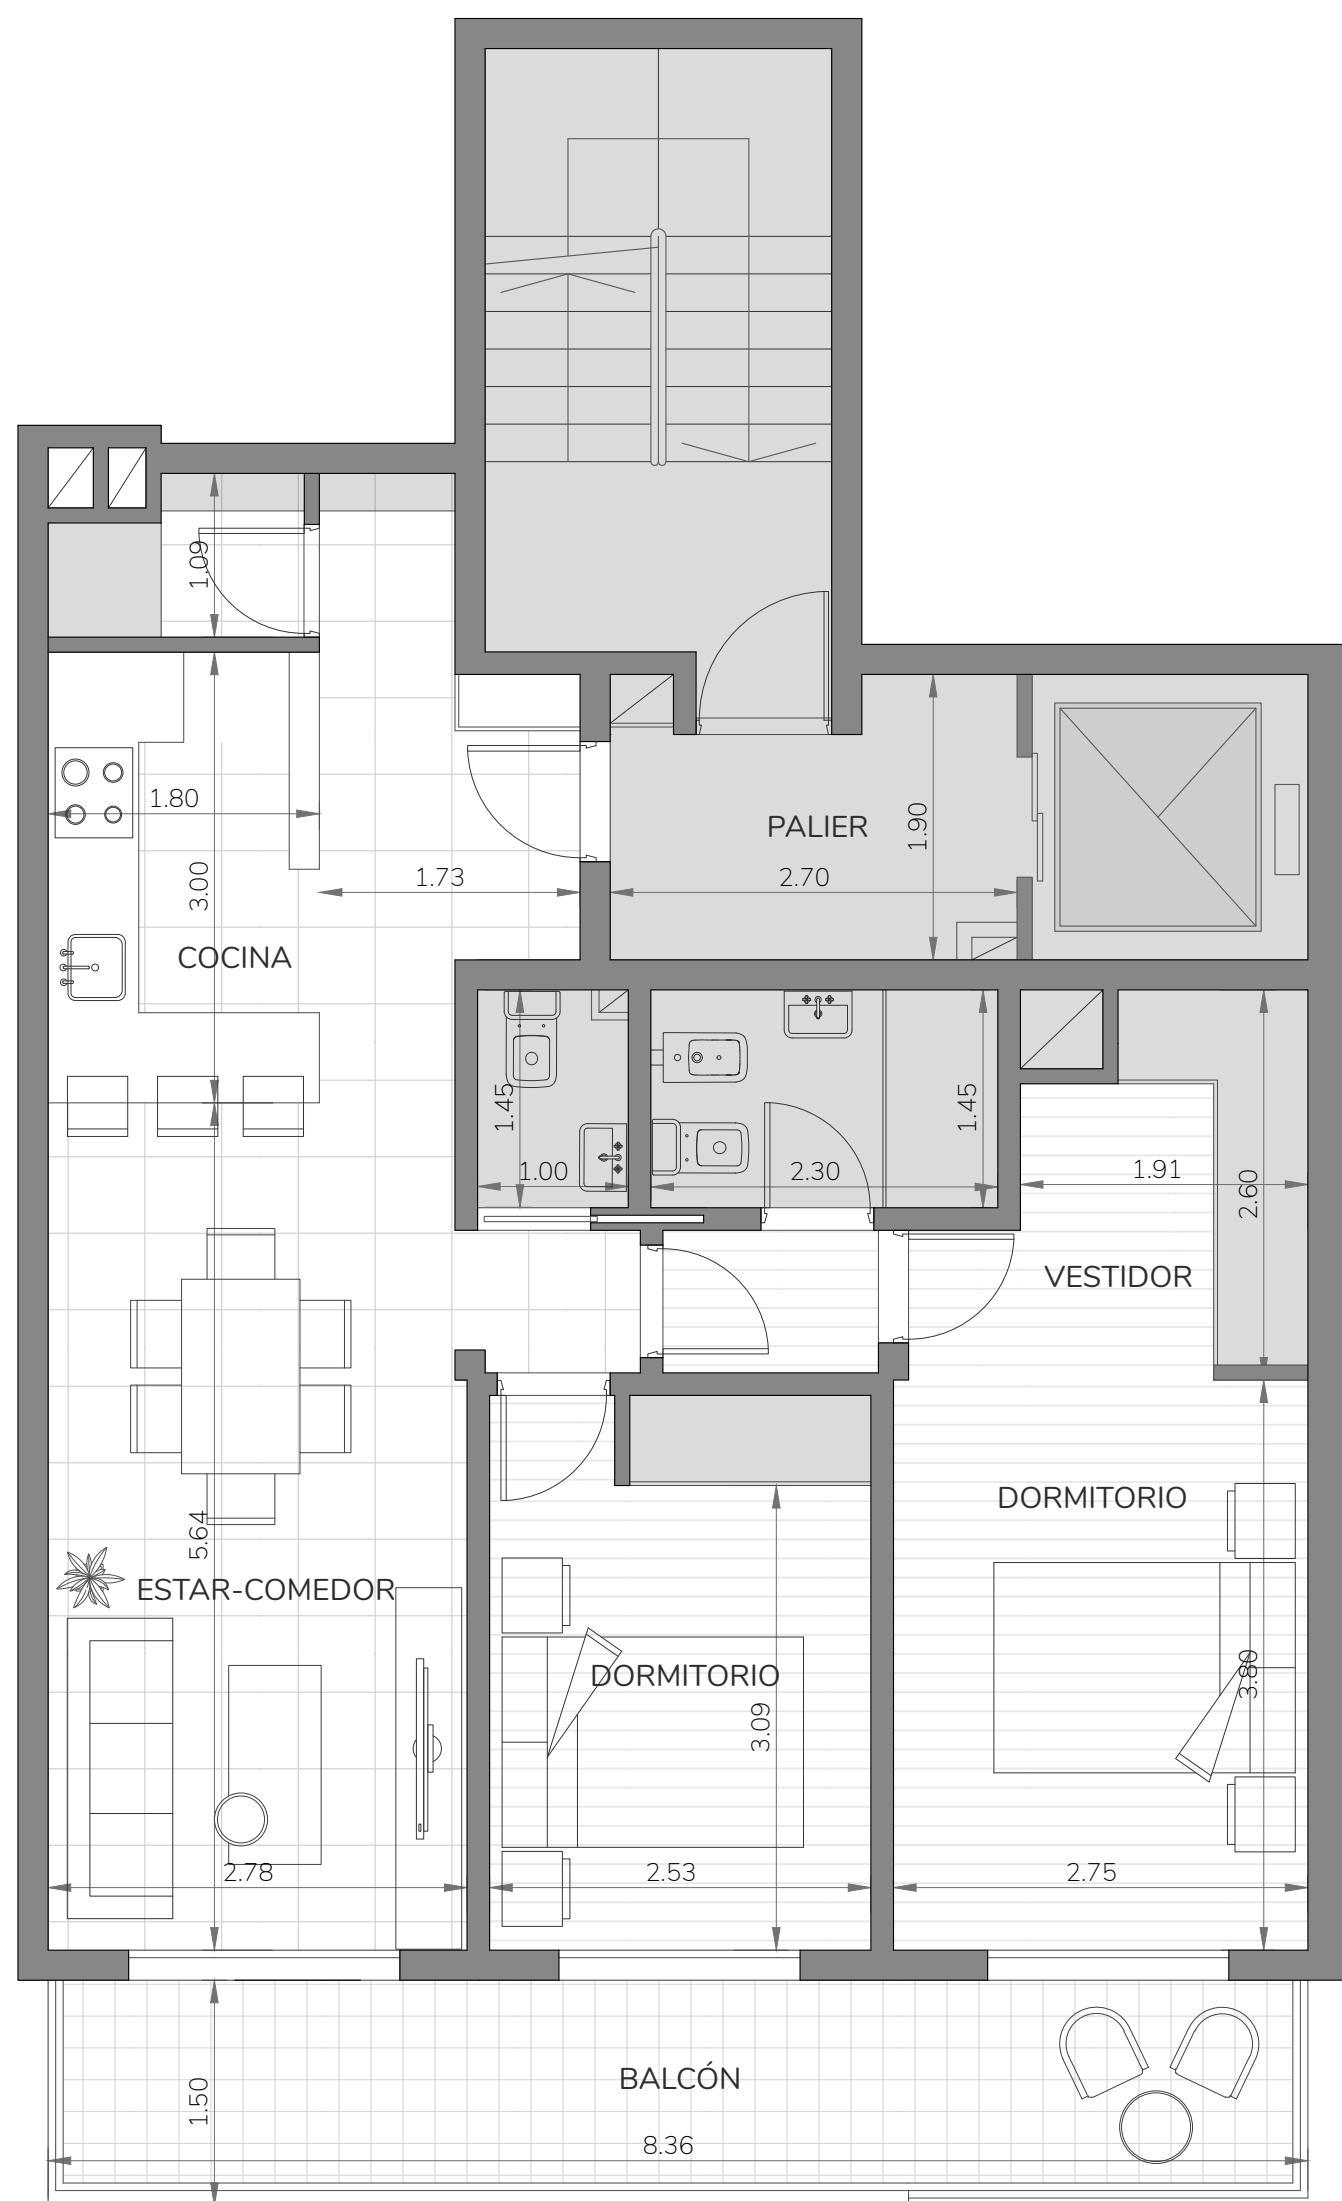 1.09
1.80
PALIER
1.90
3.00
1.73
2.70
COCINA
1.45
1.45
1.00
2.30
1.91
2.60
VESTIDOR
DORMITORIO
5.64
ESTAR-COMEDOR
DORMITORIO
3.80
3.09
2.78
2.53
2.75
BALCÓN
1.50
8.36